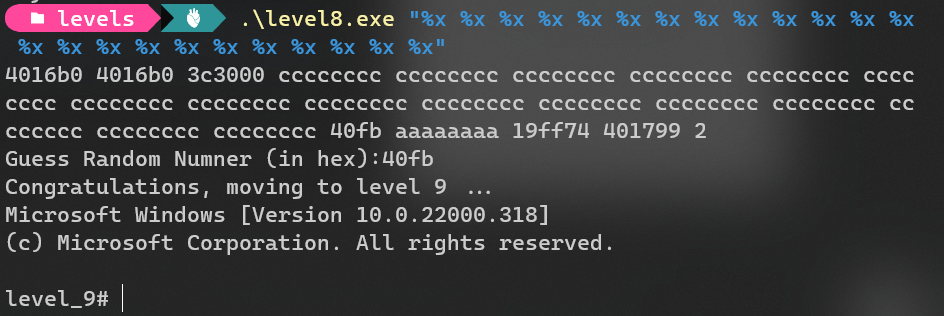 levels .\level8.exe "%x %x %x %x %x %x %x %x %x %x %x %x %x
%x %x %x %x %x %x %x %x %x %x %x"
4016b0 4016b0 3c3000 cccccccc cccccccc cccccccc cccccccc cccccccc cccc
cccc cccccccc cccccccc cccccccc cccccccc cccccccc cccccccc cccccccc cc
cccccc cccccccc cccccccc 40fb aaaaaaaa 19ff74 401799 2
Guess Random Numner (in hex):40fb
Congratulations, moving to level 9 ...
Microsoft Windows [Version 10.0.22000.318]
(c) Microsoft Corporation. All rights reserved.
level_9#